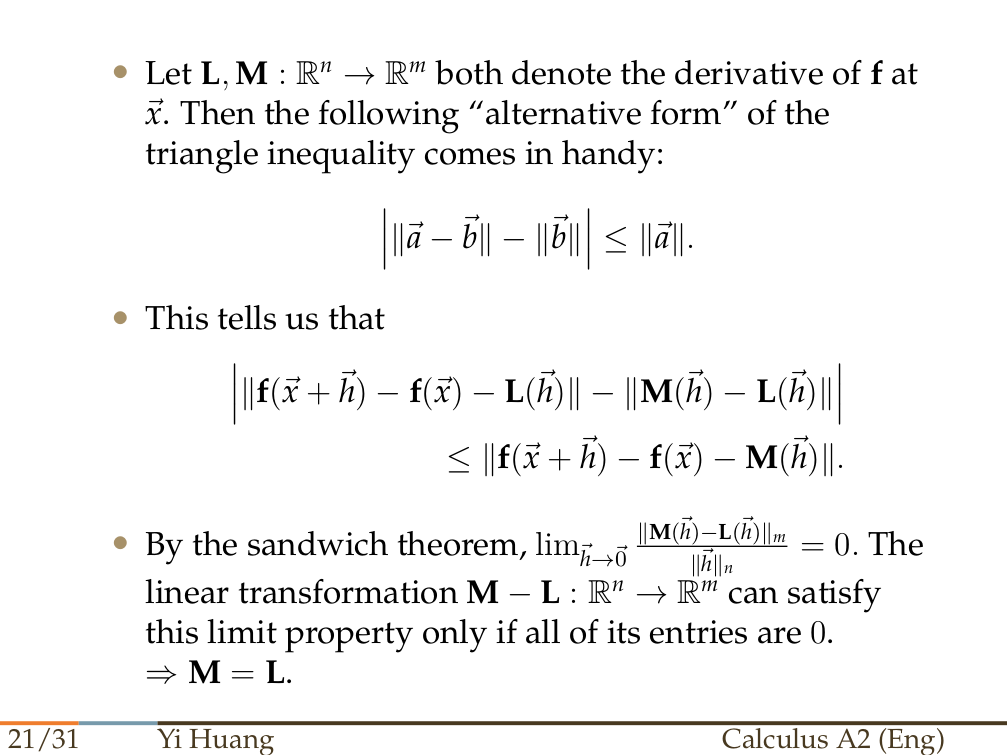 • Let L, M : ℝⁿ → ℝᵐ both denote the derivative of f at
x⃗. Then the following “alternative form” of the
triangle inequality comes in handy:
| ‖a⃗ − b⃗‖ − ‖b⃗‖ | ≤ ‖a⃗‖.
• This tells us that
| ‖f(x⃗ + h⃗) − f(x⃗) − L(h⃗)‖ − ‖M(h⃗) − L(h⃗)‖ |
≤ ‖f(x⃗ + h⃗) − f(x⃗) − M(h⃗)‖.
• By the sandwich theorem, lim_{h⃗→0⃗} ‖M(h⃗)−L(h⃗)‖ₘ / ‖h⃗‖ₙ = 0. The
linear transformation M − L : ℝⁿ → ℝᵐ can satisfy
this limit property only if all of its entries are 0.
⇒ M = L.
21/31 Yi Huang Calculus A2 (Eng)